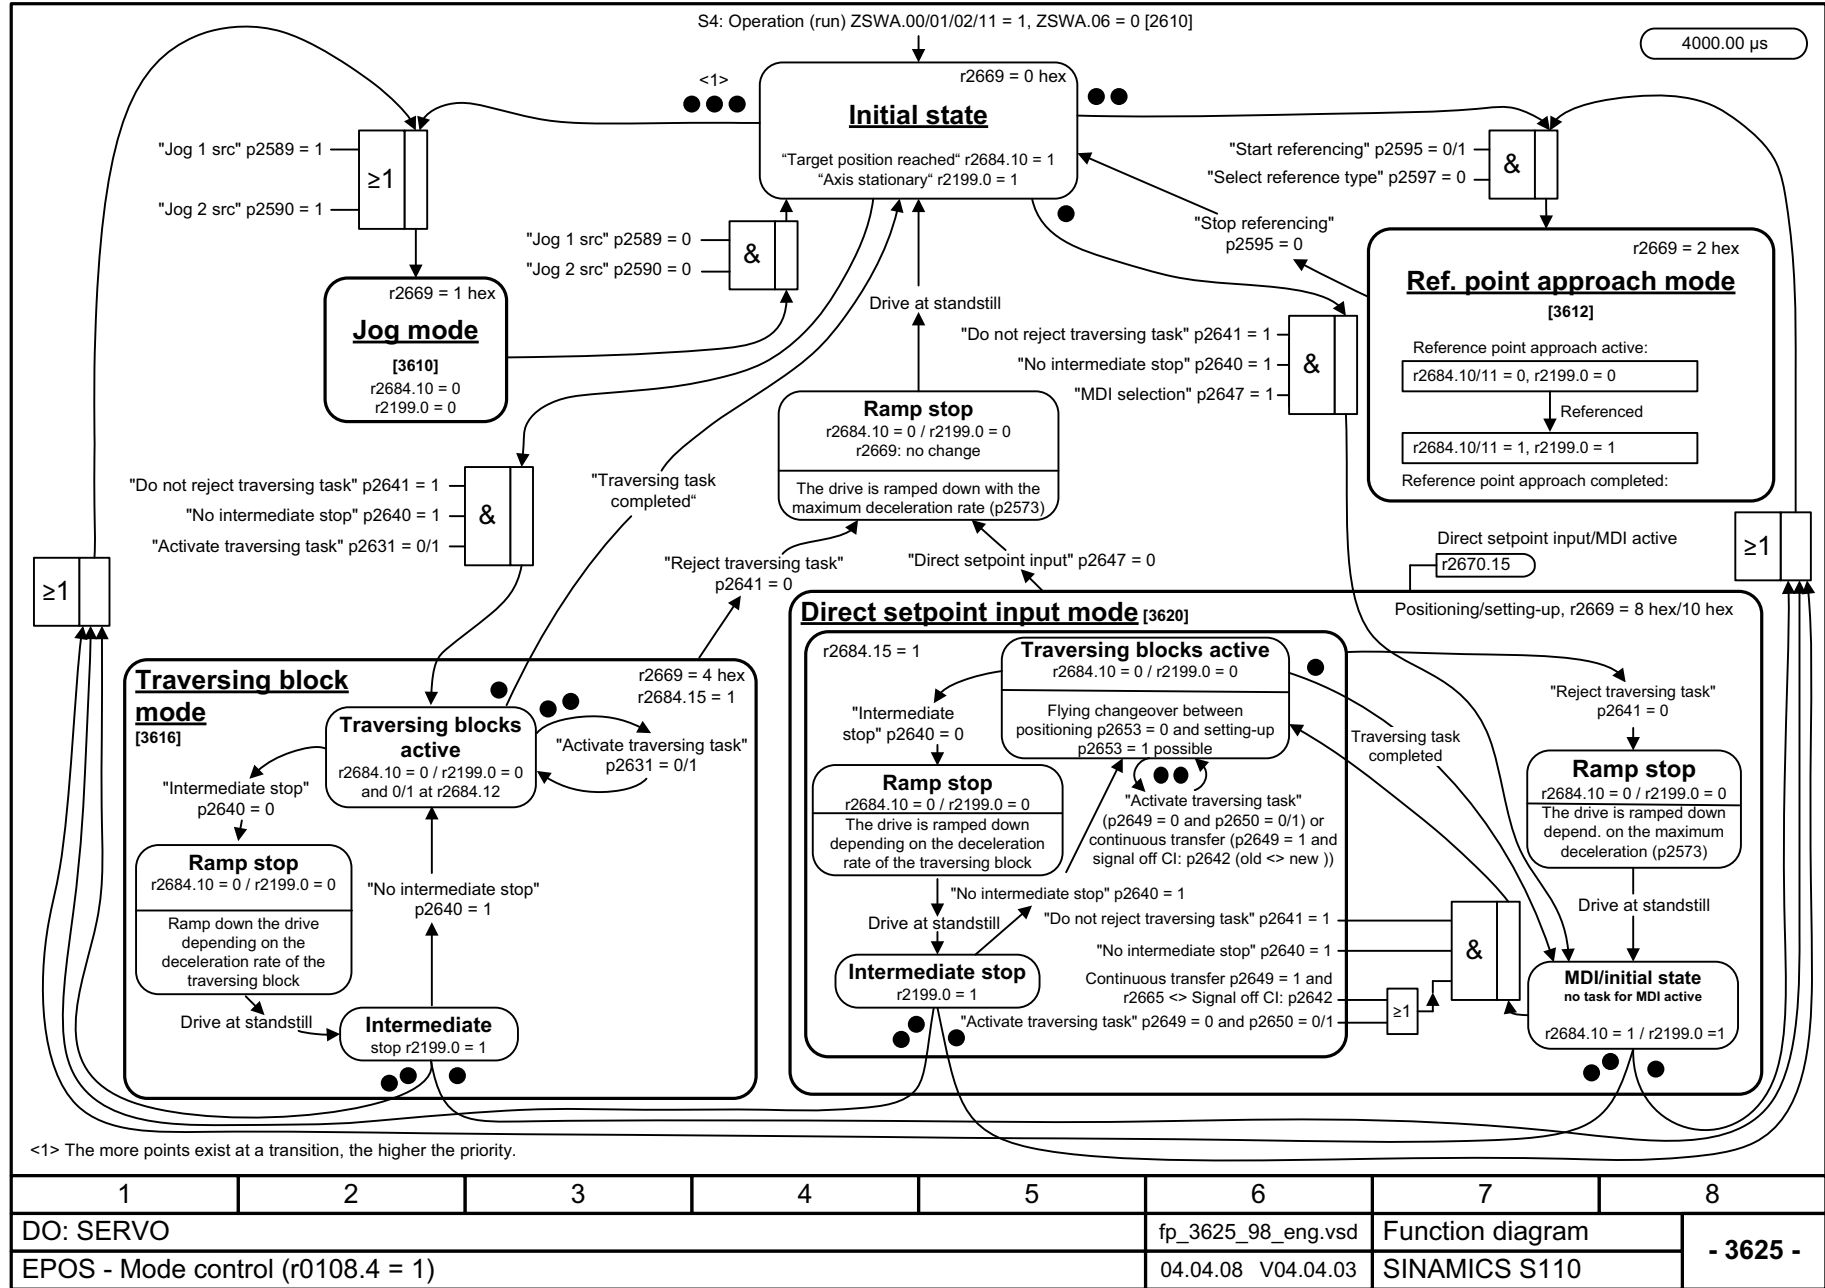 S4: Operation (run) ZSWA.00/01/02/11 = 1, ZSWA.06 = 0 [2610]
4000.00 µs
<1>
r2669 = 0 hex
Initial state
“Target position reached“ r2684.10 = 1
“Axis stationary“ r2199.0 = 1
"Jog 1 src" p2589 = 1
≥1
"Jog 2 src" p2590 = 1
"Start referencing" p2595 = 0/1
"Select reference type" p2597 = 0
&
"Jog 1 src" p2589 = 0
"Jog 2 src" p2590 = 0
&
"Stop referencing"
p2595 = 0
r2669 = 1 hex
Jog mode
[3610]
r2684.10 = 0
r2199.0 = 0
r2669 = 2 hex
Ref. point approach mode
[3612]
Reference point approach active:
r2684.10/11 = 0, r2199.0 = 0
Referenced
r2684.10/11 = 1, r2199.0 = 1
Reference point approach completed:
Drive at standstill
"Do not reject traversing task" p2641 = 1
"No intermediate stop" p2640 = 1
"MDI selection" p2647 = 1
&
Ramp stop
r2684.10 = 0 / r2199.0 = 0
r2669: no change
The drive is ramped down with the
maximum deceleration rate (p2573)
"Do not reject traversing task" p2641 = 1
"No intermediate stop" p2640 = 1
"Activate traversing task" p2631 = 0/1
&
"Traversing task
completed“
"Reject traversing task"
p2641 = 0
"Direct setpoint input" p2647 = 0
Direct setpoint input/MDI active
r2670.15
≥1
≥1
Traversing block
mode
[3616]
r2669 = 4 hex
r2684.15 = 1
Traversing blocks
active
r2684.10 = 0 / r2199.0 = 0
and 0/1 at r2684.12
"Activate traversing task"
p2631 = 0/1
"Intermediate stop"
p2640 = 0
Ramp stop
r2684.10 = 0 / r2199.0 = 0
Ramp down the drive
depending on the
deceleration rate of the
traversing block
"No intermediate stop"
p2640 = 1
Drive at standstill
Intermediate
stop r2199.0 = 1
Direct setpoint input mode [3620]
Positioning/setting-up, r2669 = 8 hex/10 hex
r2684.15 = 1
Traversing blocks active
r2684.10 = 0 / r2199.0 = 0
Flying changeover between
positioning p2653 = 0 and setting-up
p2653 = 1 possible
"Intermediate
stop" p2640 = 0
Ramp stop
r2684.10 = 0 / r2199.0 = 0
The drive is ramped down
depending on the deceleration
rate of the traversing block
"Activate traversing task"
(p2649 = 0 and p2650 = 0/1) or
continuous transfer (p2649 = 1 and
signal off CI: p2642 (old <> new ))
Traversing task
completed
"Reject traversing task"
p2641 = 0
Ramp stop
r2684.10 = 0 / r2199.0 = 0
The drive is ramped down
depend. on the maximum
deceleration (p2573)
Drive at standstill
"No intermediate stop" p2640 = 1
Drive at standstill
"Do not reject traversing task" p2641 = 1
"No intermediate stop" p2640 = 1
Continuous transfer p2649 = 1 and
r2665 <> Signal off CI: p2642
"Activate traversing task" p2649 = 0 and p2650 = 0/1
≥1
&
Intermediate stop
r2199.0 = 1
MDI/initial state
no task for MDI active
r2684.10 = 1 / r2199.0 =1
<1> The more points exist at a transition, the higher the priority.
1 2 3 4 5 6 7 8
DO: SERVO
fp_3625_98_eng.vsd
Function diagram
- 3625 -
EPOS - Mode control (r0108.4 = 1)
04.04.08 V04.04.03
SINAMICS S110